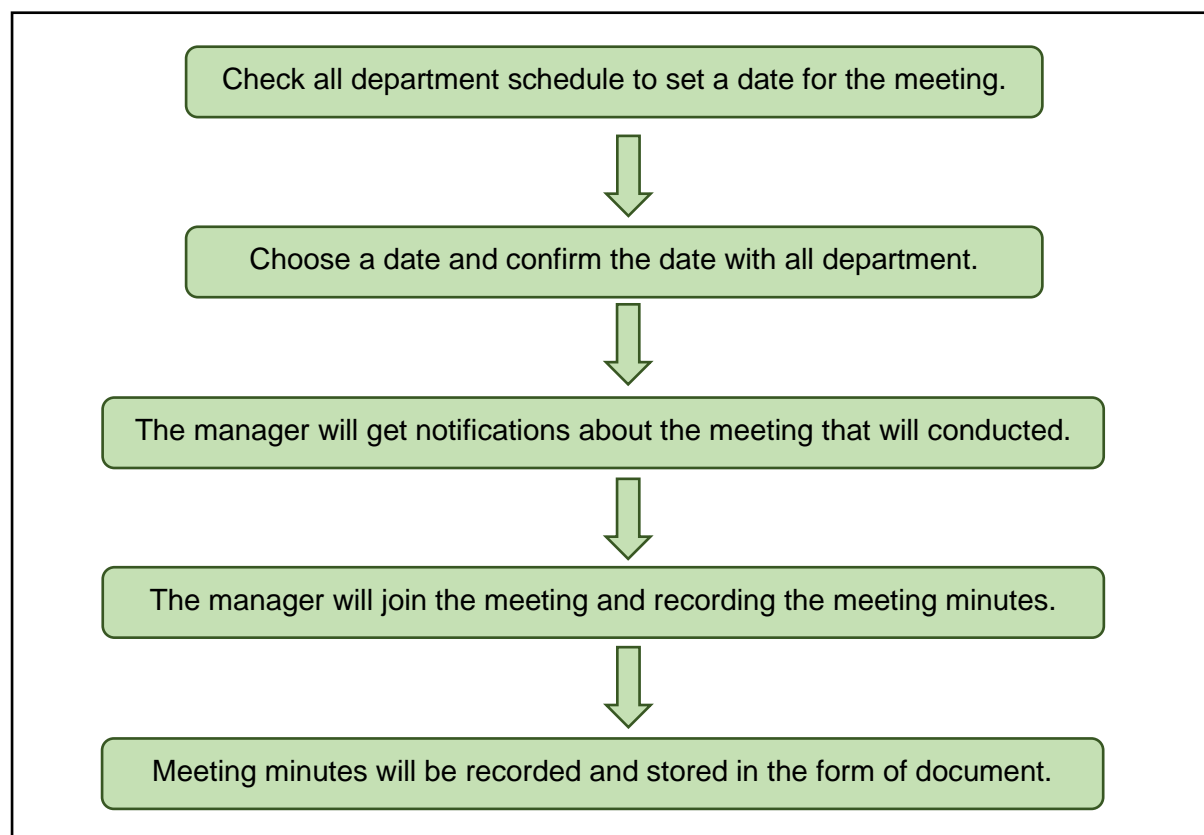 Check all department schedule to set a date for the meeting.
Choose a date and confirm the date with all department.
The manager will get notifications about the meeting that will conducted.
The manager will join the meeting and recording the meeting minutes.
Meeting minutes will be recorded and stored in the form of document.